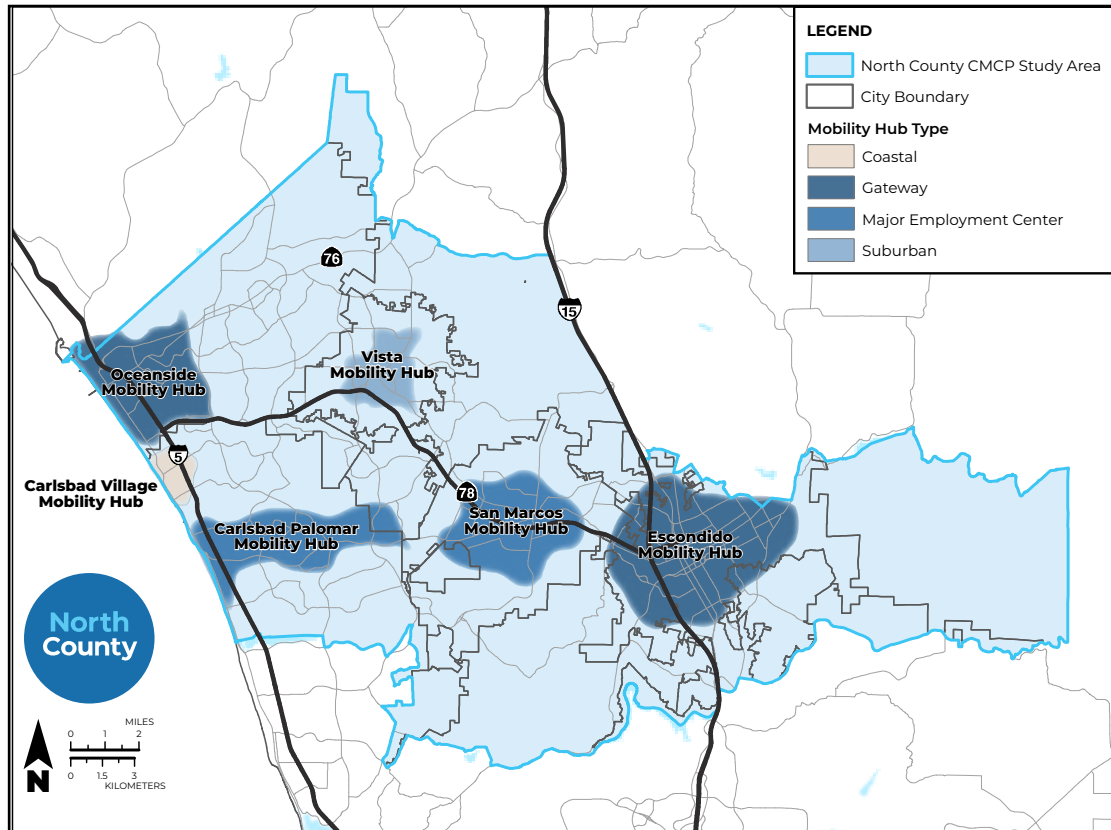 LEGEND
North County CMCP Study Area
City Boundary
Mobility Hub Type
Coastal
Gateway
Major Employment Center
Suburban
76
15
Vista
Mobility Hub
Oceanside
Mobility Hub
5
Carlsbad Village
Mobility Hub
78
San Marcos
Mobility Hub
Carlsbad Palomar
Mobility Hub
Escondido
Mobility Hub
North
County
MILES
0 1 2
0 1.5 3
KILOMETERS
N